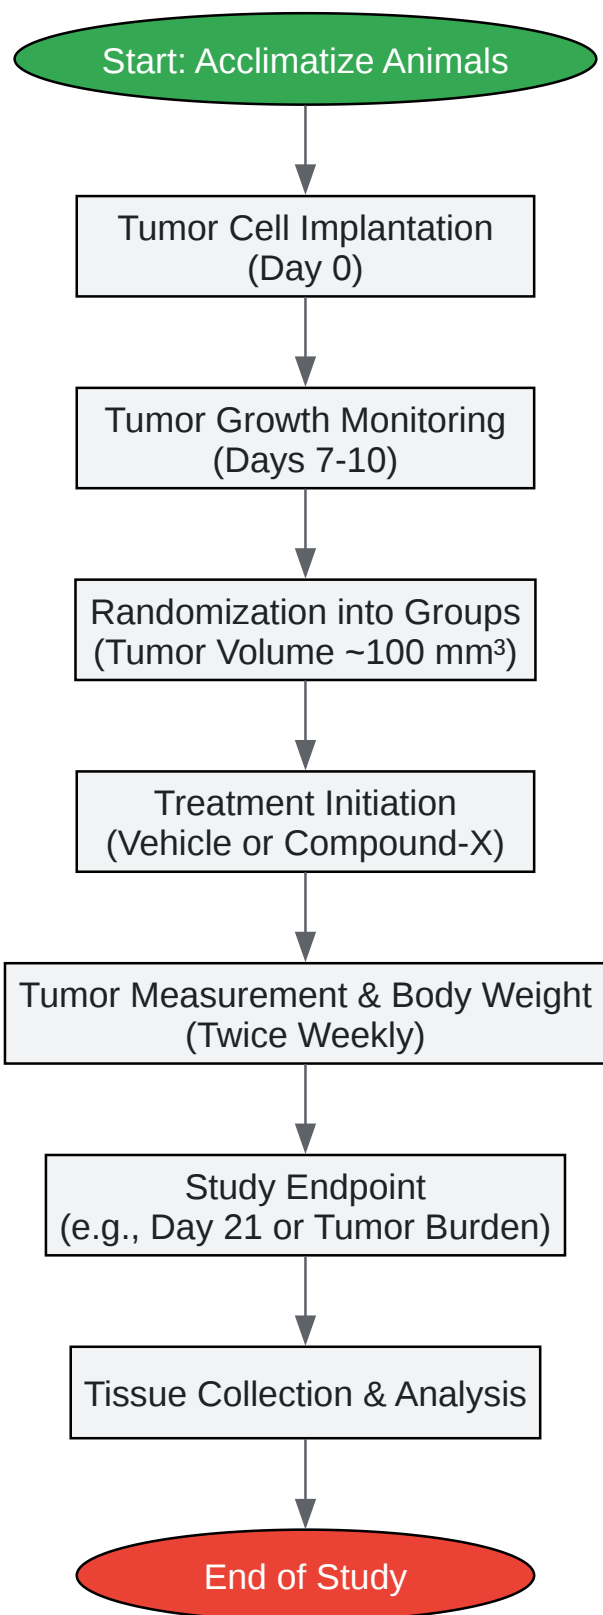 Start: Acclimatize Animals
Tumor Cell Implantation
(Day 0)
Tumor Growth Monitoring
(Days 7-10)
Randomization into Groups
(Tumor Volume ~100 mm³)
Treatment Initiation
(Vehicle or Compound-X)
Tumor Measurement & Body Weight
(Twice Weekly)
Study Endpoint
(e.g., Day 21 or Tumor Burden)
Tissue Collection & Analysis
End of Study